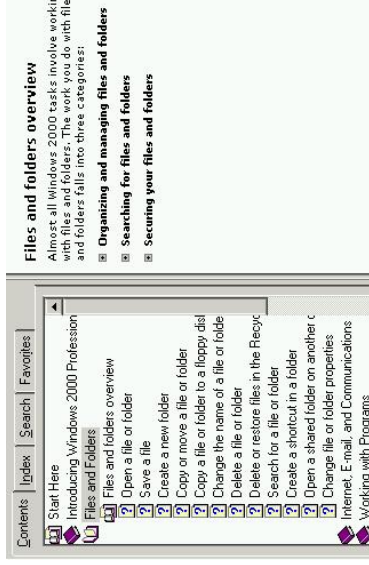 Contents Index Search Favorites
Start Here
Introducing Windows 2000 Profession
Files and Folders
Files and folders overview
Open a file or folder
Save a file
Create a new folder
Copy or move a file or folder
Copy a file or folder to a floppy disl
Change the name of a file or folde
Delete a file or folder
Delete or restore files in the Recyc
Search for a file or folder
Create a shortcut in a folder
Open a shared folder on another c
Change file or folder properties
Internet, E-mail, and Communications
Working with Programs
Files and folders overview
Almost all Windows 2000 tasks involve workin
with files and folders. The work you do with file
and folders falls into three categories:
Organizing and managing files and folders
Searching for files and folders
Securing your files and folders